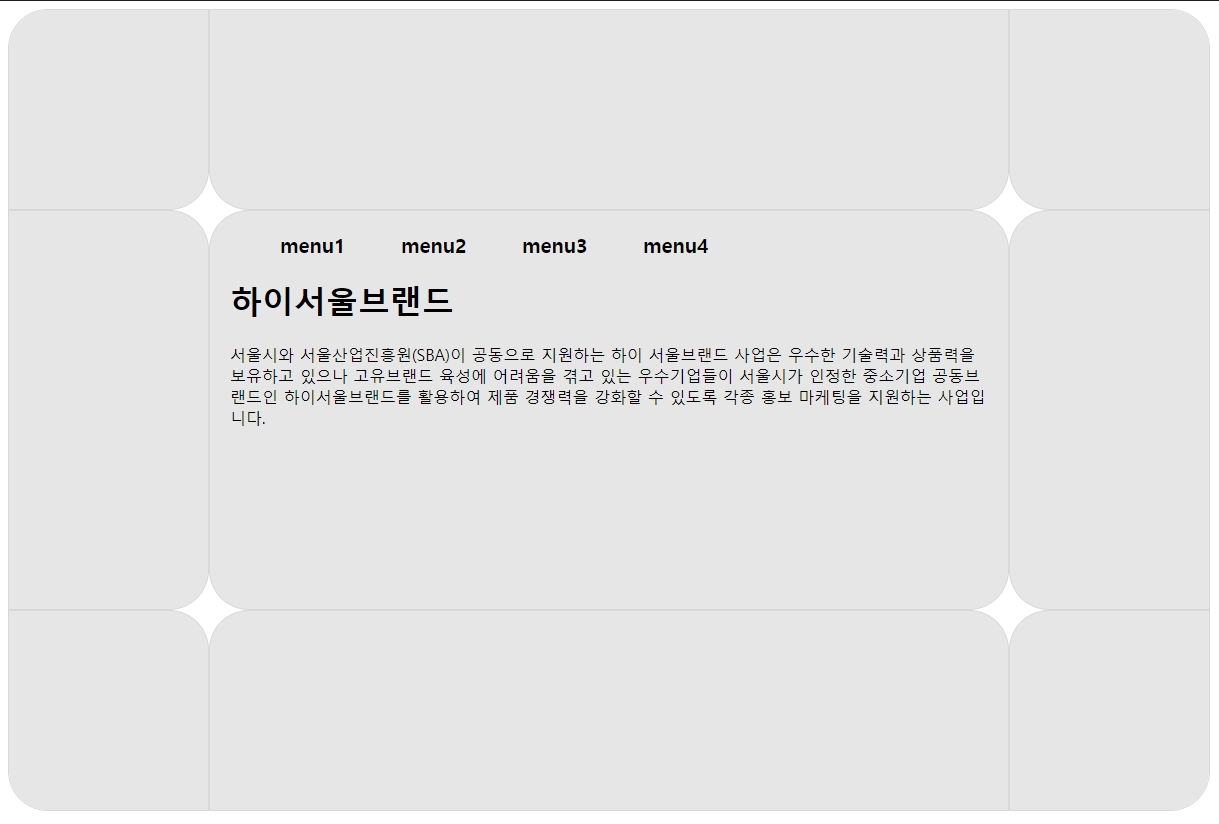 menu1 menu2 menu3 menu4
하이서울브랜드
서울시와 서울산업진흥원(SBA)이 공동으로 지원하는 하이 서울브랜드 사업은 우수한 기술력과 상품력을
보유하고 있으나 고유브랜드 육성에 어려움을 겪고 있는 우수기업들이 서울시가 인정한 중소기업 공동브
랜드인 하이서울브랜드를 활용하여 제품 경쟁력을 강화할 수 있도록 각종 홍보 마케팅을 지원하는 사업입
니다.